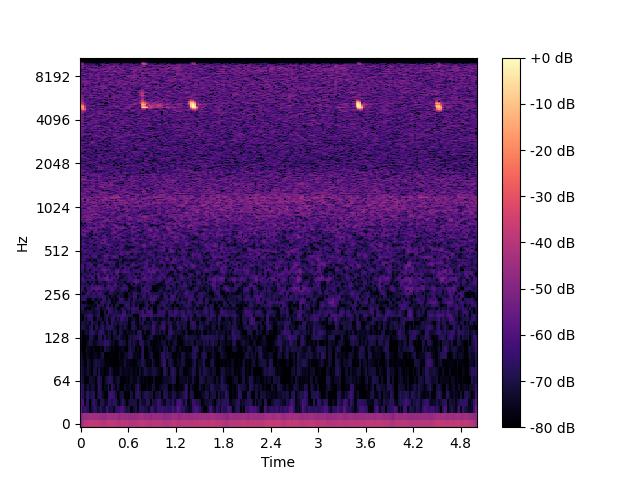 8192
4096
2048
1024
512
256
128
64
0
Hz
0 0.6 1.2 1.8 2.4 3 3.6 4.2 4.8
Time
+0 dB
-10 dB
-20 dB
-30 dB
-40 dB
-50 dB
-60 dB
-70 dB
-80 dB